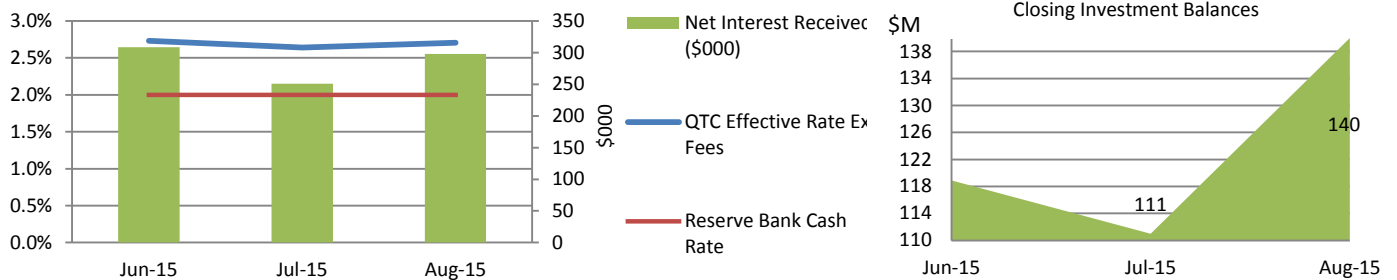 3.0%
2.5%
2.0%
1.5%
1.0%
0.5%
0.0%
350
300
250
200
150
100
50
0
$000
Jun-15
Jul-15
Aug-15
Net Interest Received
($000)
QTC Effective Rate Ex
Fees
Reserve Bank Cash
Rate
Closing Investment Balances
$M
138
138
134
130
126
122
118
114
110
111
140
Jun-15
Jul-15
Aug-15